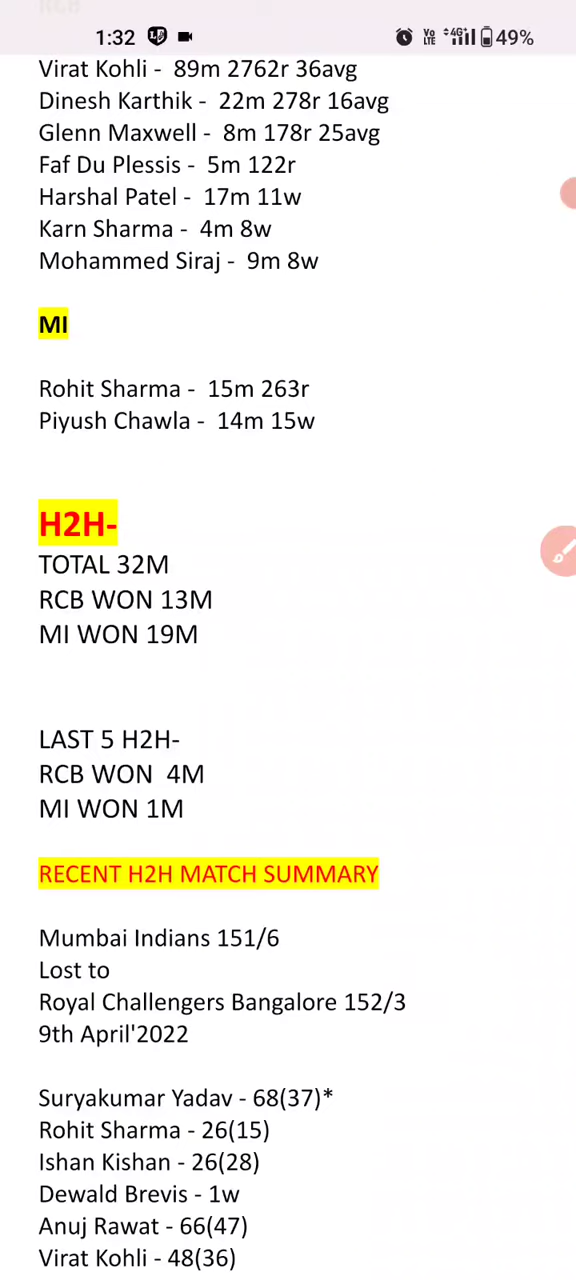 1:32 Vo LTE 4G+ 49%
Virat Kohli - 89m 2762r 36avg
Dinesh Karthik - 22m 278r 16avg
Glenn Maxwell - 8m 178r 25avg
Faf Du Plessis - 5m 122r
Harshal Patel - 17m 11w
Karn Sharma - 4m 8w
Mohammed Siraj - 9m 8w
MI
Rohit Sharma - 15m 263r
Piyush Chawla - 14m 15w
H2H-
TOTAL 32M
RCB WON 13M
MI WON 19M
LAST 5 H2H-
RCB WON 4M
MI WON 1M
RECENT H2H MATCH SUMMARY
Mumbai Indians 151/6
Lost to
Royal Challengers Bangalore 152/3
9th April'2022
Suryakumar Yadav - 68(37)*
Rohit Sharma - 26(15)
Ishan Kishan - 26(28)
Dewald Brevis - 1w
Anuj Rawat - 66(47)
Virat Kohli - 48(36)